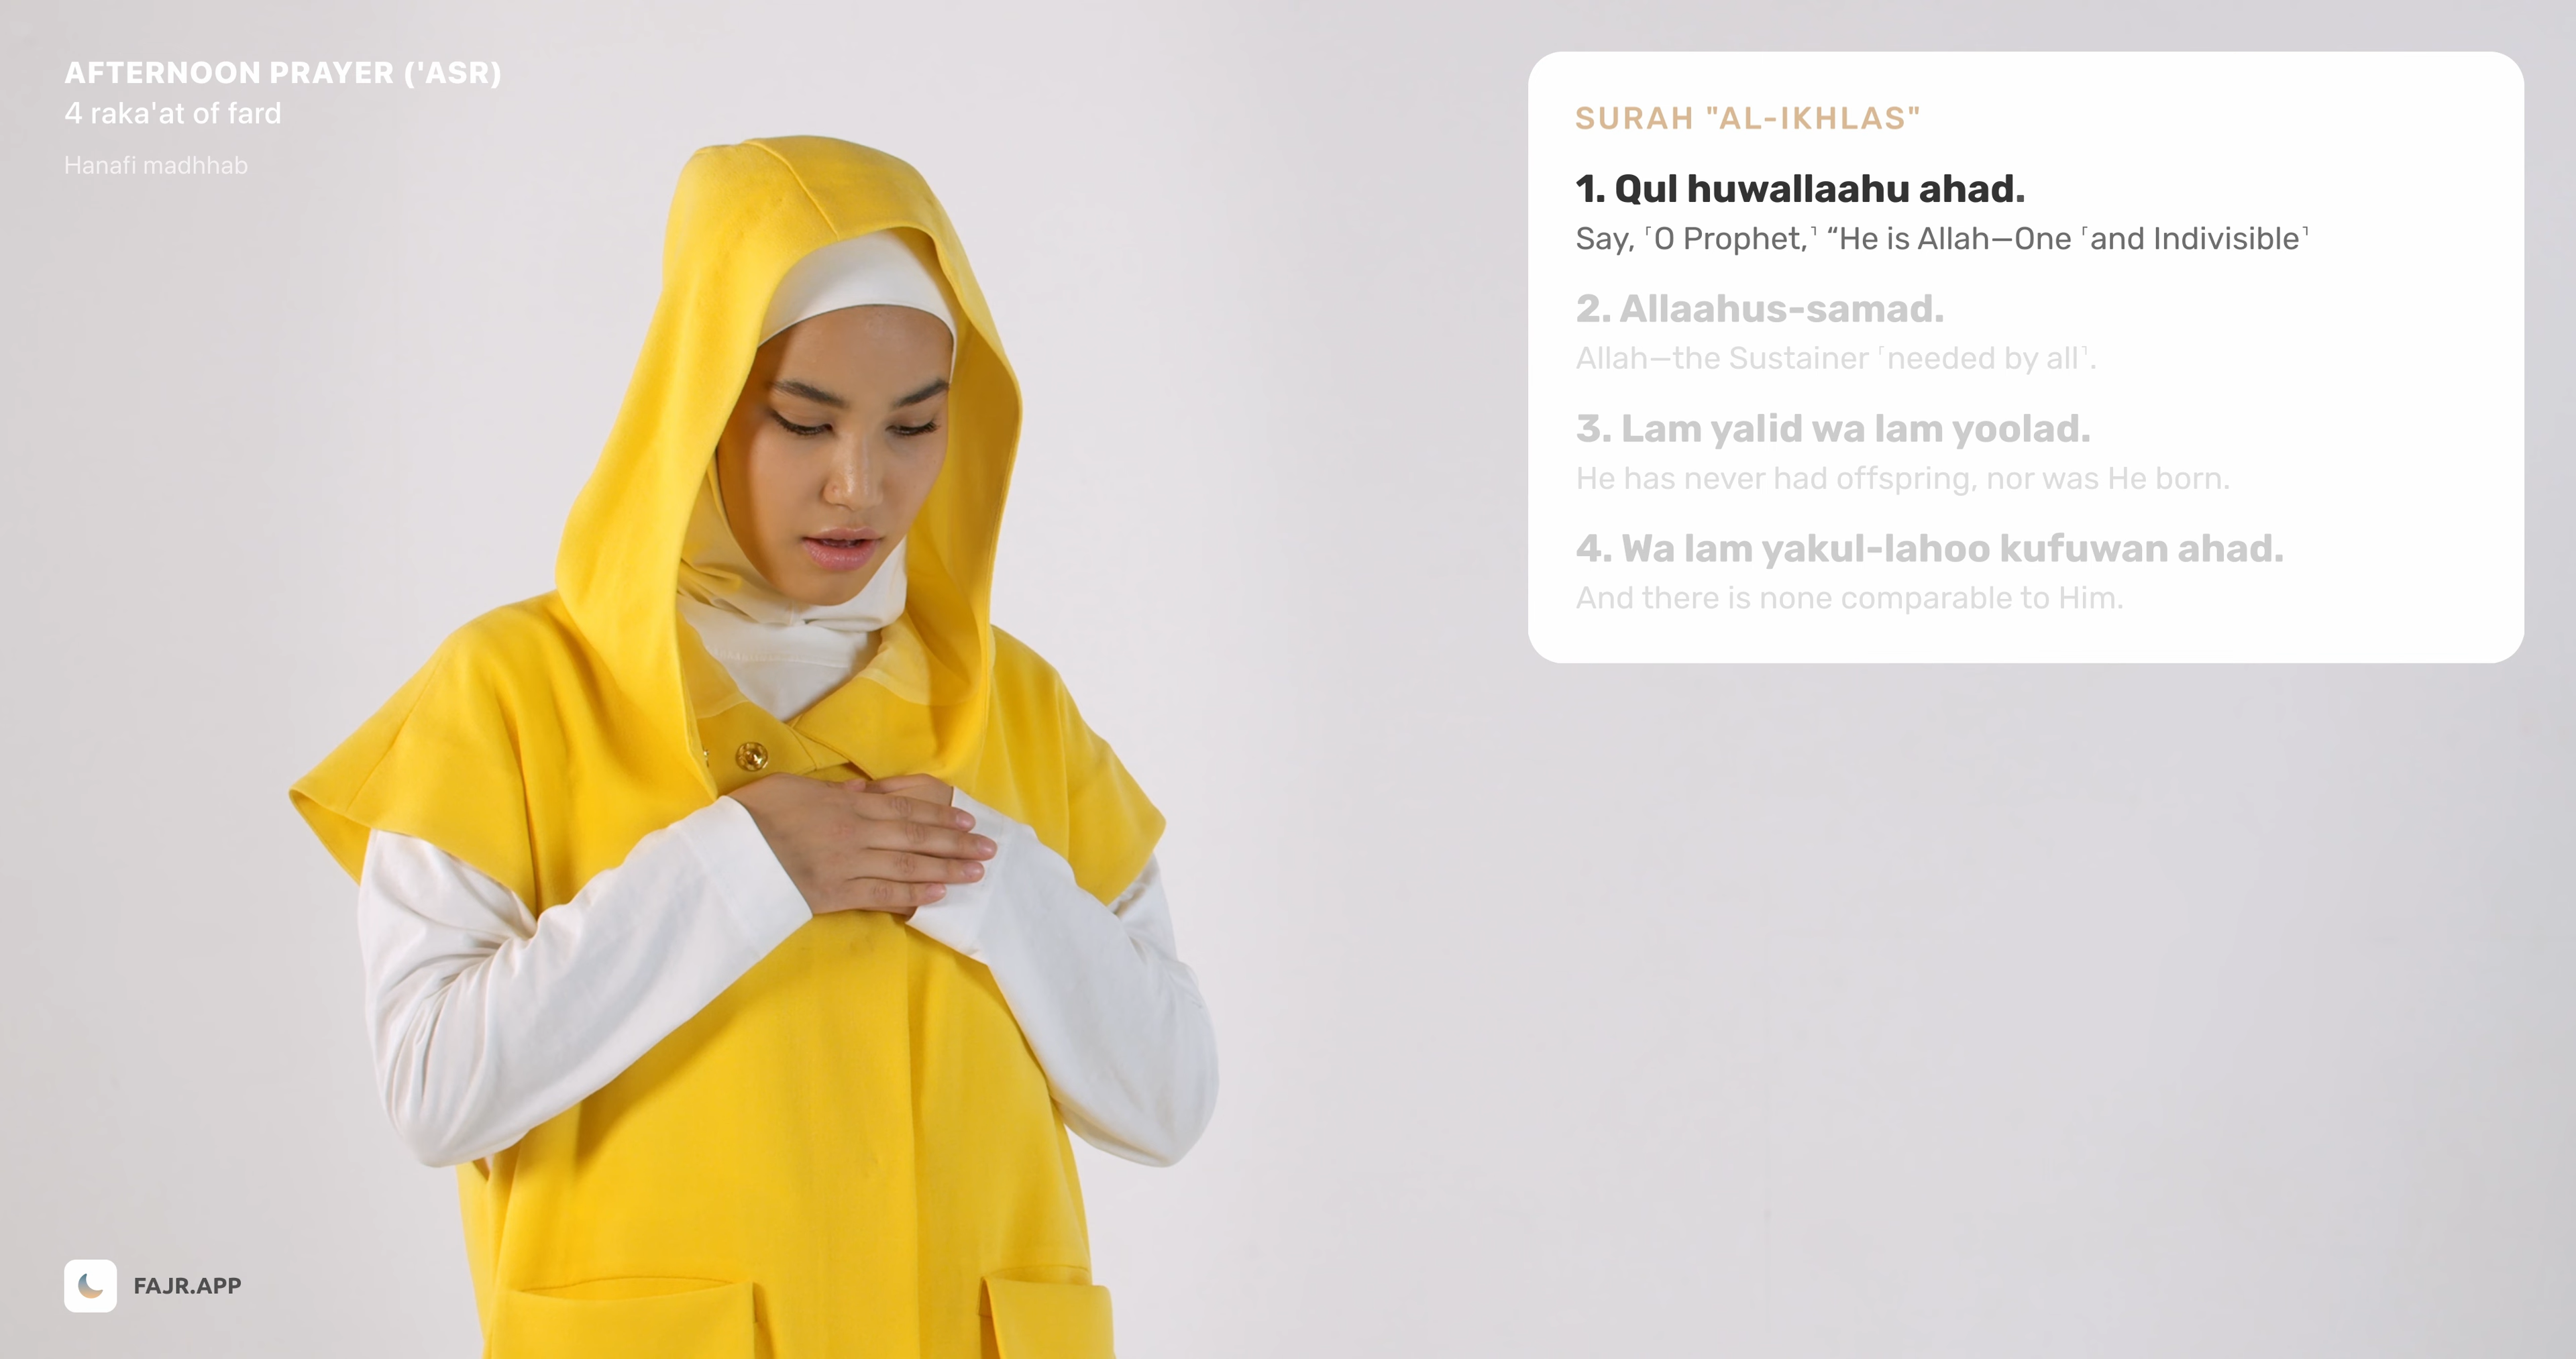 AFTERNOON PRAYER ('ASR)
4 raka'at of fard
Hanafi madhhab
SURAH "AL-IKHLAS"
1. Qul huwallaahu ahad.
Say, ⸢O Prophet,⸣ “He is Allah—One ⸢and Indivisible⸣
2. Allaahus-samad.
Allah—the Sustainer ⸢needed by all⸣.
3. Lam yalid wa lam yoolad.
He has never had offspring, nor was He born.
4. Wa lam yakul-lahoo kufuwan ahad.
And there is none comparable to Him.
FAJR.APP